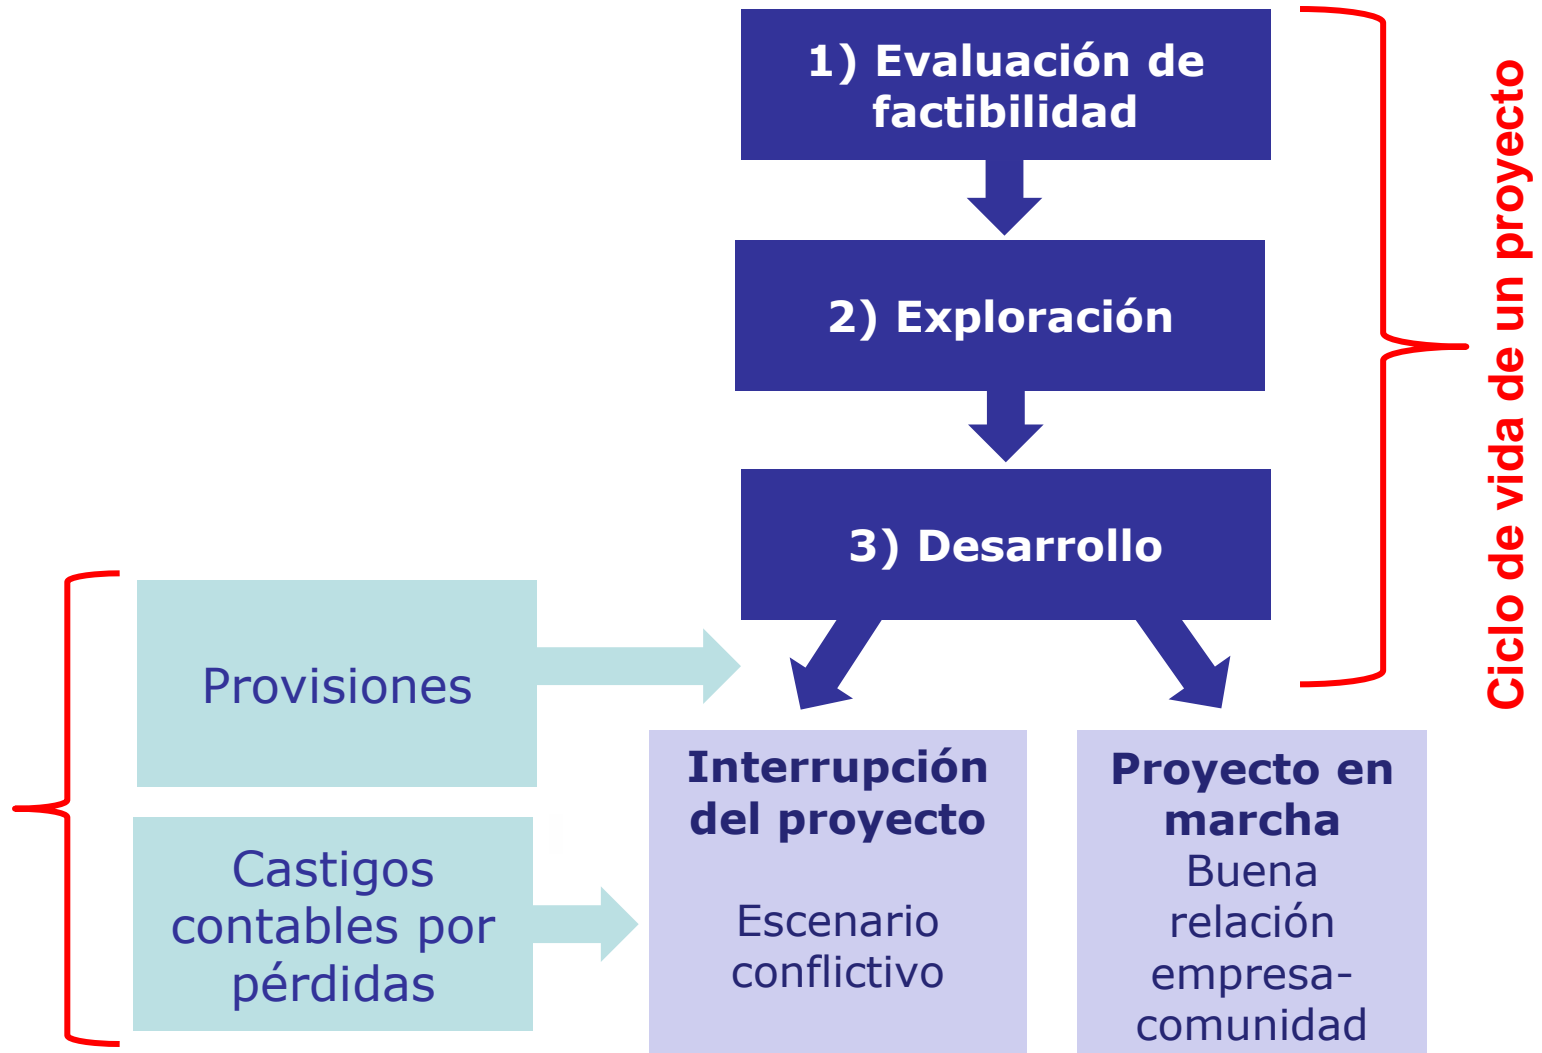 1) Evaluación de
factibilidad
2) Exploración
3) Desarrollo
Ciclo de vida de un proyecto
Provisiones
Castigos
contables por
pérdidas
Interrupción
del proyecto
Escenario
conflictivo
Proyecto en
marcha
Buena
relación
empresa-
comunidad